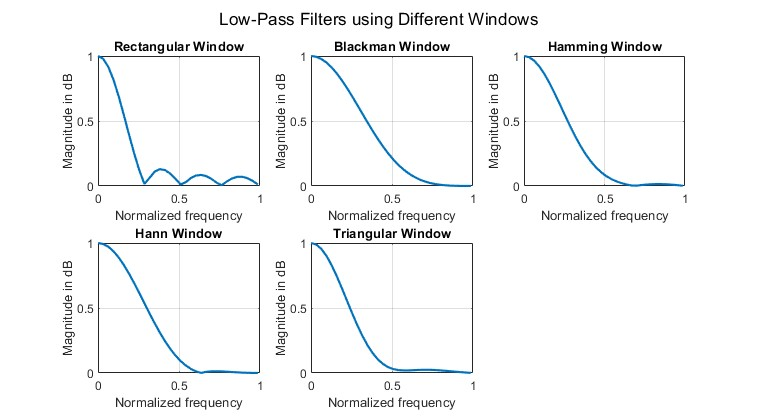 Low-Pass Filters using Different Windows
Rectangular Window
Magnitude in dB
1
0.5
0
0
0.5
1
Normalized frequency
Blackman Window
Magnitude in dB
1
0.5
0
0
0.5
1
Normalized frequency
Hamming Window
Magnitude in dB
1
0.5
0
0
0.5
1
Normalized frequency
Hann Window
Magnitude in dB
1
0.5
0
0
0.5
1
Normalized frequency
Triangular Window
Magnitude in dB
1
0.5
0
0
0.5
1
Normalized frequency